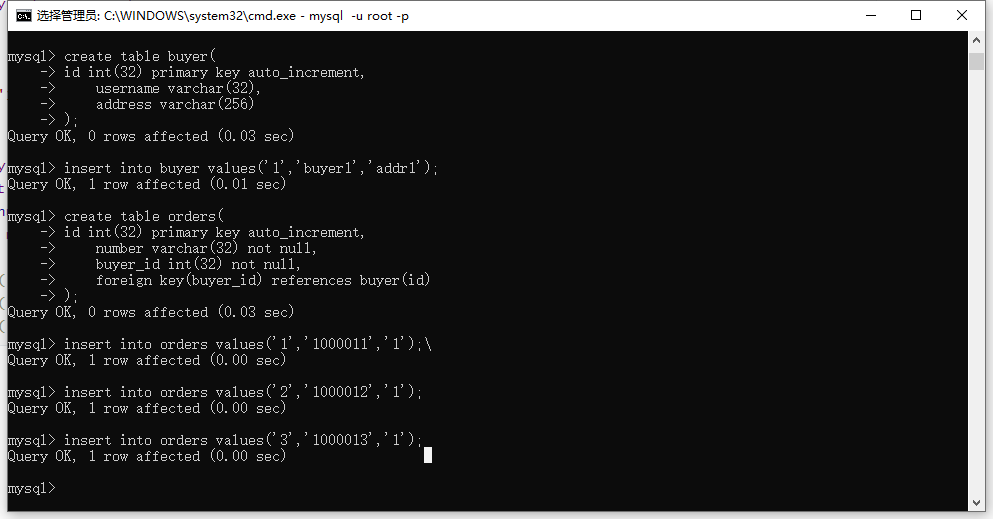 选择管理员: C:\WINDOWS\system32\cmd.exe - mysql  -u root -p
mysql> create table buyer(
    -> id int(32) primary key auto_increment,
    ->     username varchar(32),
    ->     address varchar(256)
    -> );
Query OK, 0 rows affected (0.03 sec)
mysql> insert into buyer values('1','buyer1','addr1');
Query OK, 1 row affected (0.01 sec)
mysql> create table orders(
    -> id int(32) primary key auto_increment,
    ->     number varchar(32) not null,
    ->     buyer_id int(32) not null,
    ->     foreign key(buyer_id) references buyer(id)
    -> );
Query OK, 0 rows affected (0.03 sec)
mysql> insert into orders values('1','1000011','1');\
Query OK, 1 row affected (0.00 sec)
mysql> insert into orders values('2','1000012','1');
Query OK, 1 row affected (0.00 sec)
mysql> insert into orders values('3','1000013','1');
Query OK, 1 row affected (0.00 sec)
mysql>